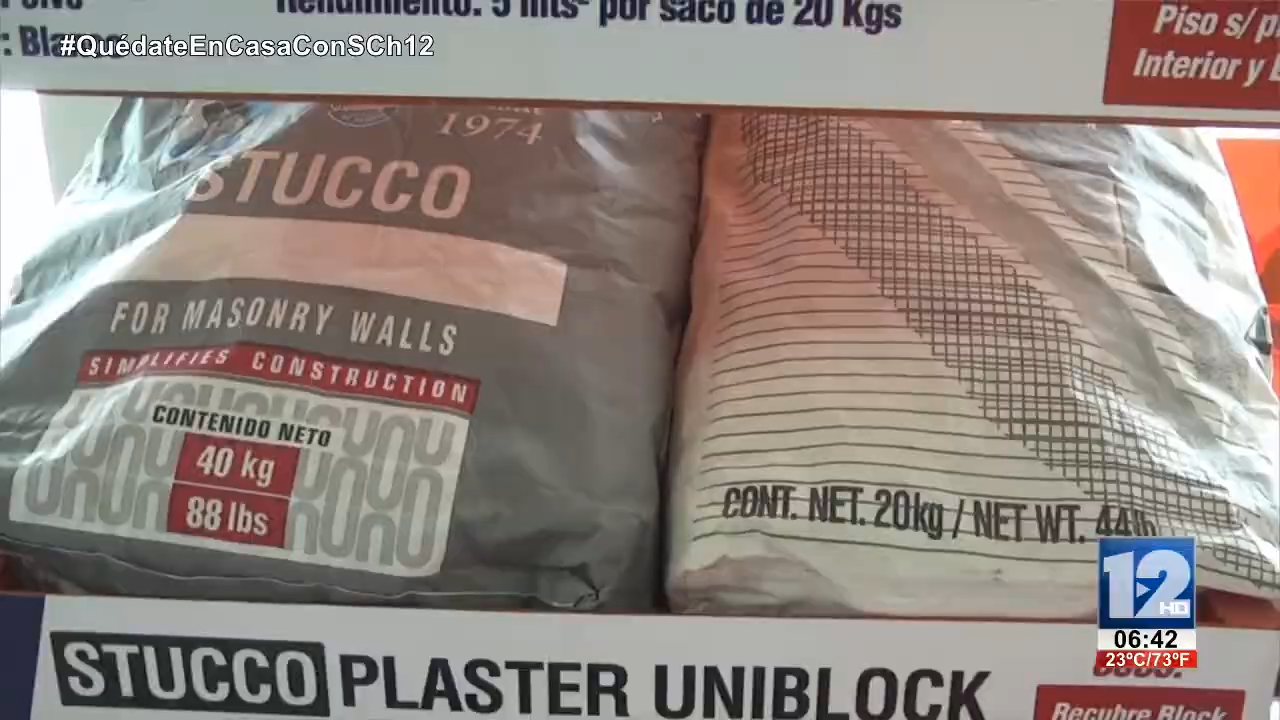 Rendimiento: 5 mts² por saco de 20 Kgs
#QuédateEnCasaConSCh12
Piso s/
Interior y
1974
STUCCO
FOR MASONRY WALLS
SIMPLIFIES CONSTRUCTION
CONTENIDO NETO
40 kg
88 lbs
CONT. NET. 20kg / NET WT. 44lb
12
HD
06:42
23ºC/73ºF
STUCCO PLASTER UNIBLOCK
Recubre Block